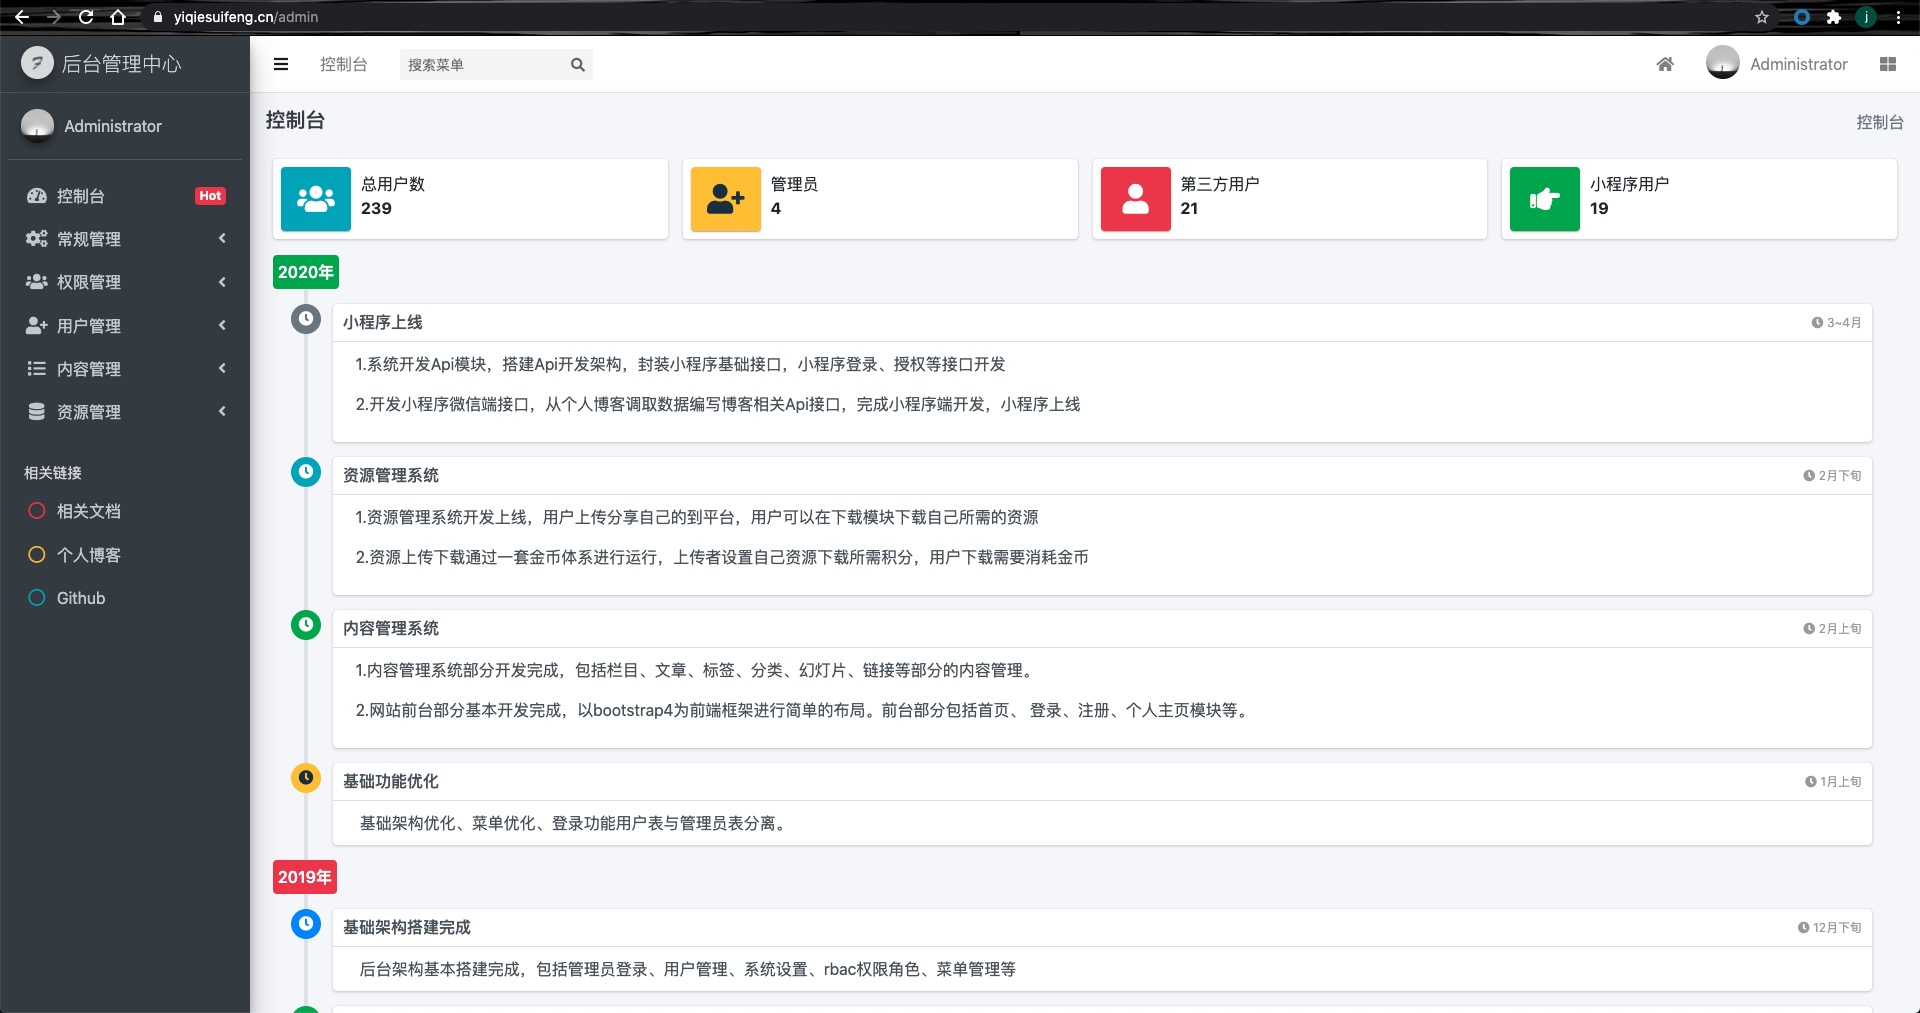 yiqiesuifeng.cn/admin
j
后台管理中心
控制台
搜索菜单
Administrator
Administrator
控制台
控制台
控制台 Hot
常规管理
权限管理
用户管理
内容管理
资源管理
相关链接
相关文档
个人博客
Github
总用户数
239
管理员
4
第三方用户
21
小程序用户
19
2020年
小程序上线 3~4月
1.系统开发Api模块，搭建Api开发架构，封装小程序基础接口，小程序登录、授权等接口开发
2.开发小程序微信端接口，从个人博客调取数据编写博客相关Api接口，完成小程序端开发，小程序上线
资源管理系统 2月下旬
1.资源管理系统开发上线，用户上传分享自己的到平台，用户可以在下载模块下载自己所需的资源
2.资源上传下载通过一套金币体系进行运行，上传者设置自己资源下载所需积分，用户下载需要消耗金币
内容管理系统 2月上旬
1.内容管理系统部分开发完成，包括栏目、文章、标签、分类、幻灯片、链接等部分的内容管理。
2.网站前台部分基本开发完成，以bootstrap4为前端框架进行简单的布局。前台部分包括首页、 登录、注册、个人主页模块等。
基础功能优化 1月上旬
基础架构优化、菜单优化、登录功能用户表与管理员表分离。
2019年
基础架构搭建完成 12月下旬
后台架构基本搭建完成，包括管理员登录、用户管理、系统设置、rbac权限角色、菜单管理等